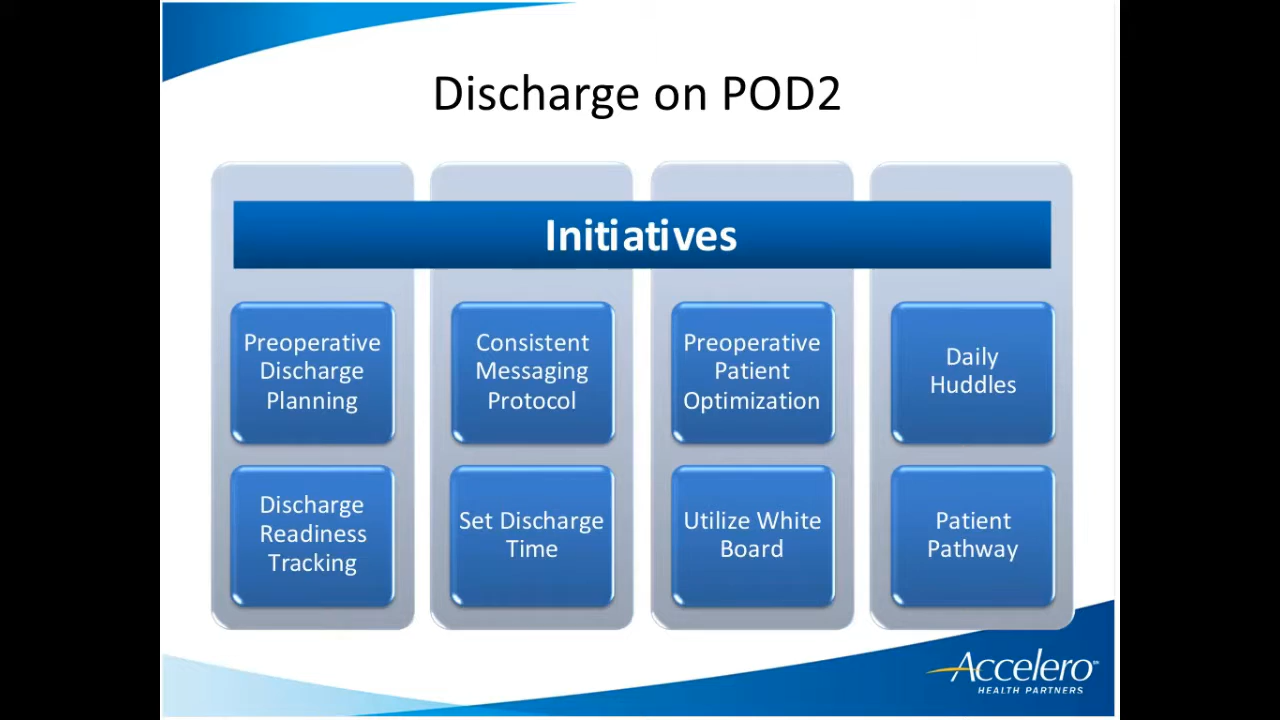 Discharge on POD2
Initiatives
Preoperative
Discharge
Planning
Consistent
Messaging
Protocol
Preoperative
Patient
Optimization
Daily
Huddles
Discharge
Readiness
Tracking
Set Discharge
Time
Utilize White
Board
Patient
Pathway
Accelero℠
HEALTH PARTNERS